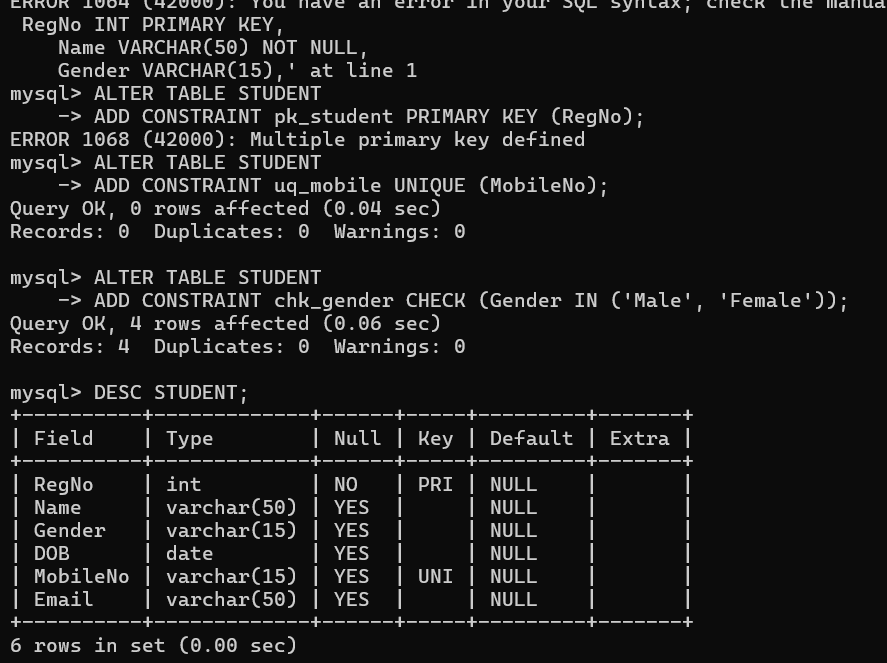 ERROR 1064 (42000): You have an error in your SQL syntax; check the manua
 RegNo INT PRIMARY KEY,
    Name VARCHAR(50) NOT NULL,
    Gender VARCHAR(15),' at line 1
mysql> ALTER TABLE STUDENT
    -> ADD CONSTRAINT pk_student PRIMARY KEY (RegNo);
ERROR 1068 (42000): Multiple primary key defined
mysql> ALTER TABLE STUDENT
    -> ADD CONSTRAINT uq_mobile UNIQUE (MobileNo);
Query OK, 0 rows affected (0.04 sec)
Records: 0  Duplicates: 0  Warnings: 0

mysql> ALTER TABLE STUDENT
    -> ADD CONSTRAINT chk_gender CHECK (Gender IN ('Male', 'Female'));
Query OK, 4 rows affected (0.06 sec)
Records: 4  Duplicates: 0  Warnings: 0

mysql> DESC STUDENT;
+----------+-------------+------+-----+---------+-------+
| Field    | Type        | Null | Key | Default | Extra |
+----------+-------------+------+-----+---------+-------+
| RegNo    | int         | NO   | PRI | NULL    |       |
| Name     | varchar(50) | YES  |     | NULL    |       |
| Gender   | varchar(15) | YES  |     | NULL    |       |
| DOB      | date        | YES  |     | NULL    |       |
| MobileNo | varchar(15) | YES  | UNI | NULL    |       |
| Email    | varchar(50) | YES  |     | NULL    |       |
+----------+-------------+------+-----+---------+-------+
6 rows in set (0.00 sec)